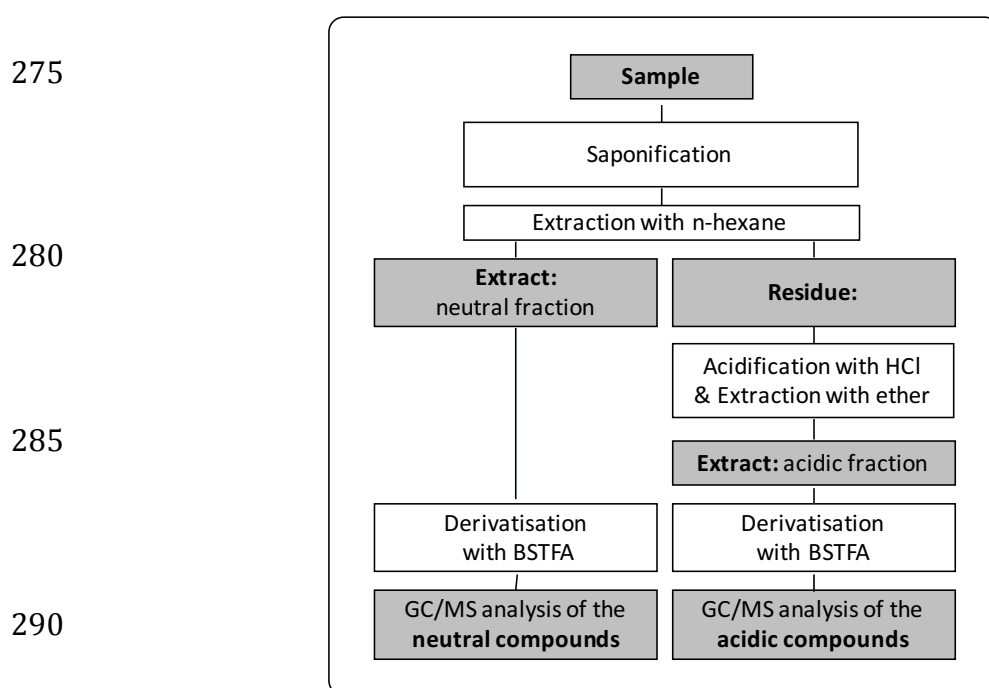 275
Sample
Saponification
Extraction with n-hexane
280
Extract:
neutral fraction
Residue:
Acidification with HCl
& Extraction with ether
285
Extract: acidic fraction
Derivatisation
with BSTFA
Derivatisation
with BSTFA
290
GC/MS analysis of the
neutral compounds
GC/MS analysis of the
acidic compounds